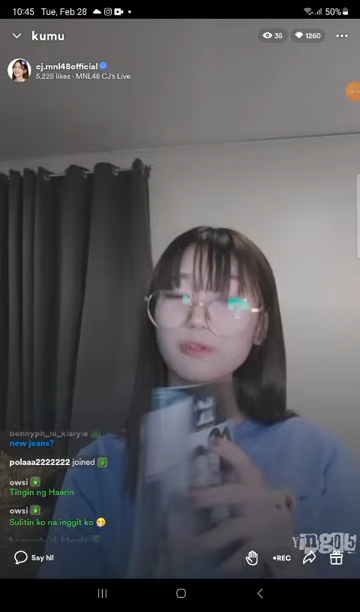 10:45 Tue, Feb 28
50%
kumu
35
1260
cj.mnl48official
5,225 likes · MNL48 CJ's Live
bennyph_ni_klaryle
new jeans?
polaaa2222222 joined
owsi
Tingin ng Haerin
owsi
Sulitin ko na inggit ko
Say hi!
•REC